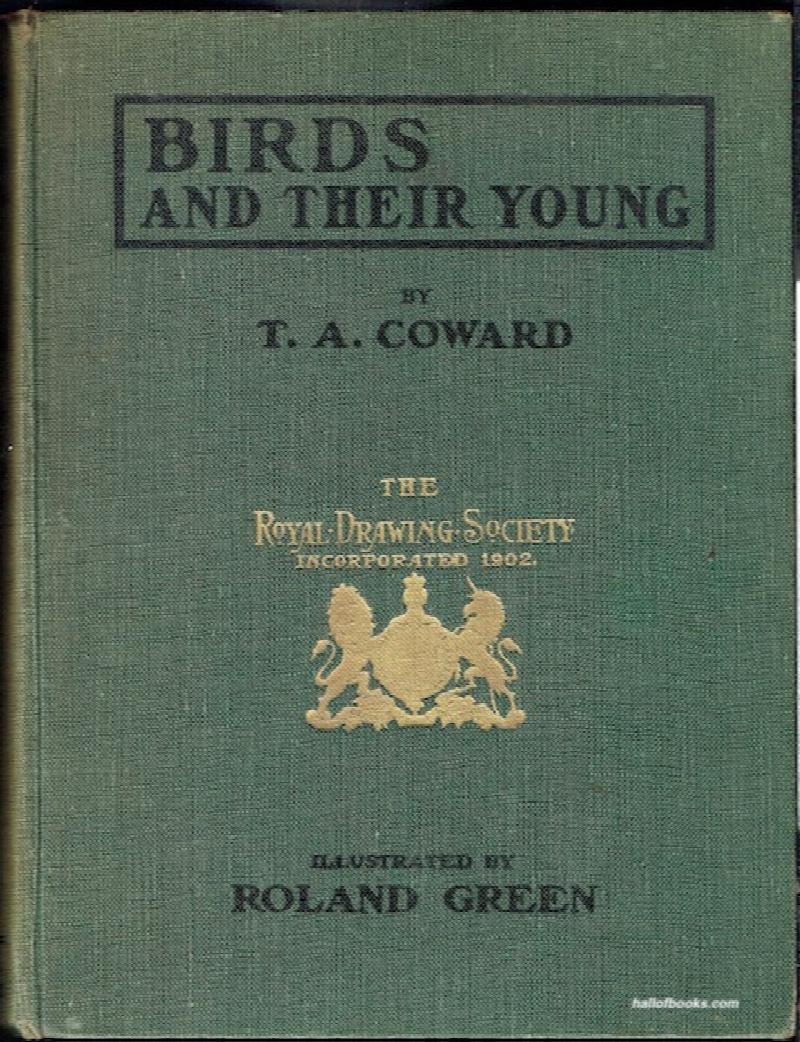 BIRDS
AND THEIR YOUNG
BY
T. A. COWARD
THE
ROYAL·DRAWING·SOCIETY
INCORPORATED 1902.
ILLUSTRATED BY
ROLAND GREEN
hallofbooks.com